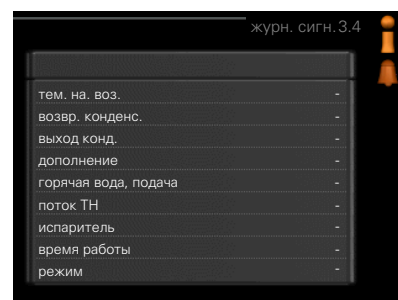 журн. сигн. 3.4
тем. на. воз. -
возвр. конденс. -
выход конд. -
дополнение -
горячая вода, подача -
поток ТН -
испаритель -
время работы -
режим -